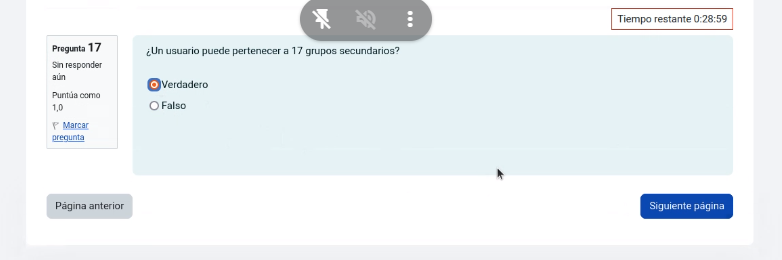 Tiempo restante 0:28:59
Pregunta 17
Sin responder
aún
Puntúa como
1,0
Marcar
pregunta
¿Un usuario puede pertenecer a 17 grupos secundarios?
Verdadero
Falso
Página anterior
Siguiente página